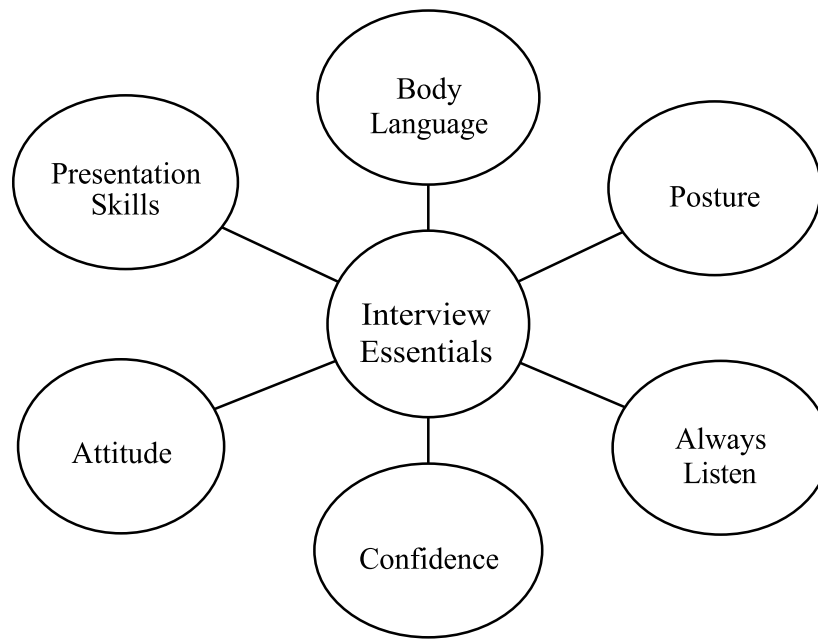 Body
Language
Presentation
Skills
Posture
Interview
Essentials
Attitude
Always
Listen
Confidence